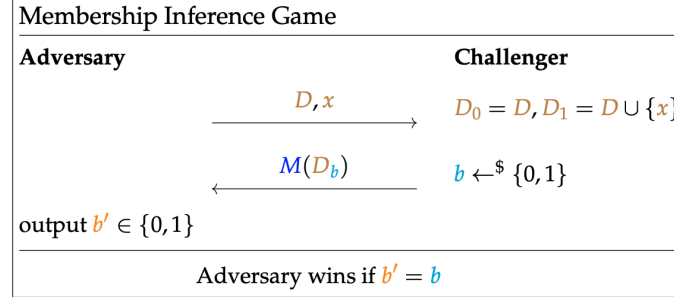 Membership Inference Game
Adversary Challenger
D, x D₀ = D, D₁ = D ∪ {x}
M(D_b) b ←$ {0, 1}
output b′ ∈ {0, 1}
Adversary wins if b′ = b